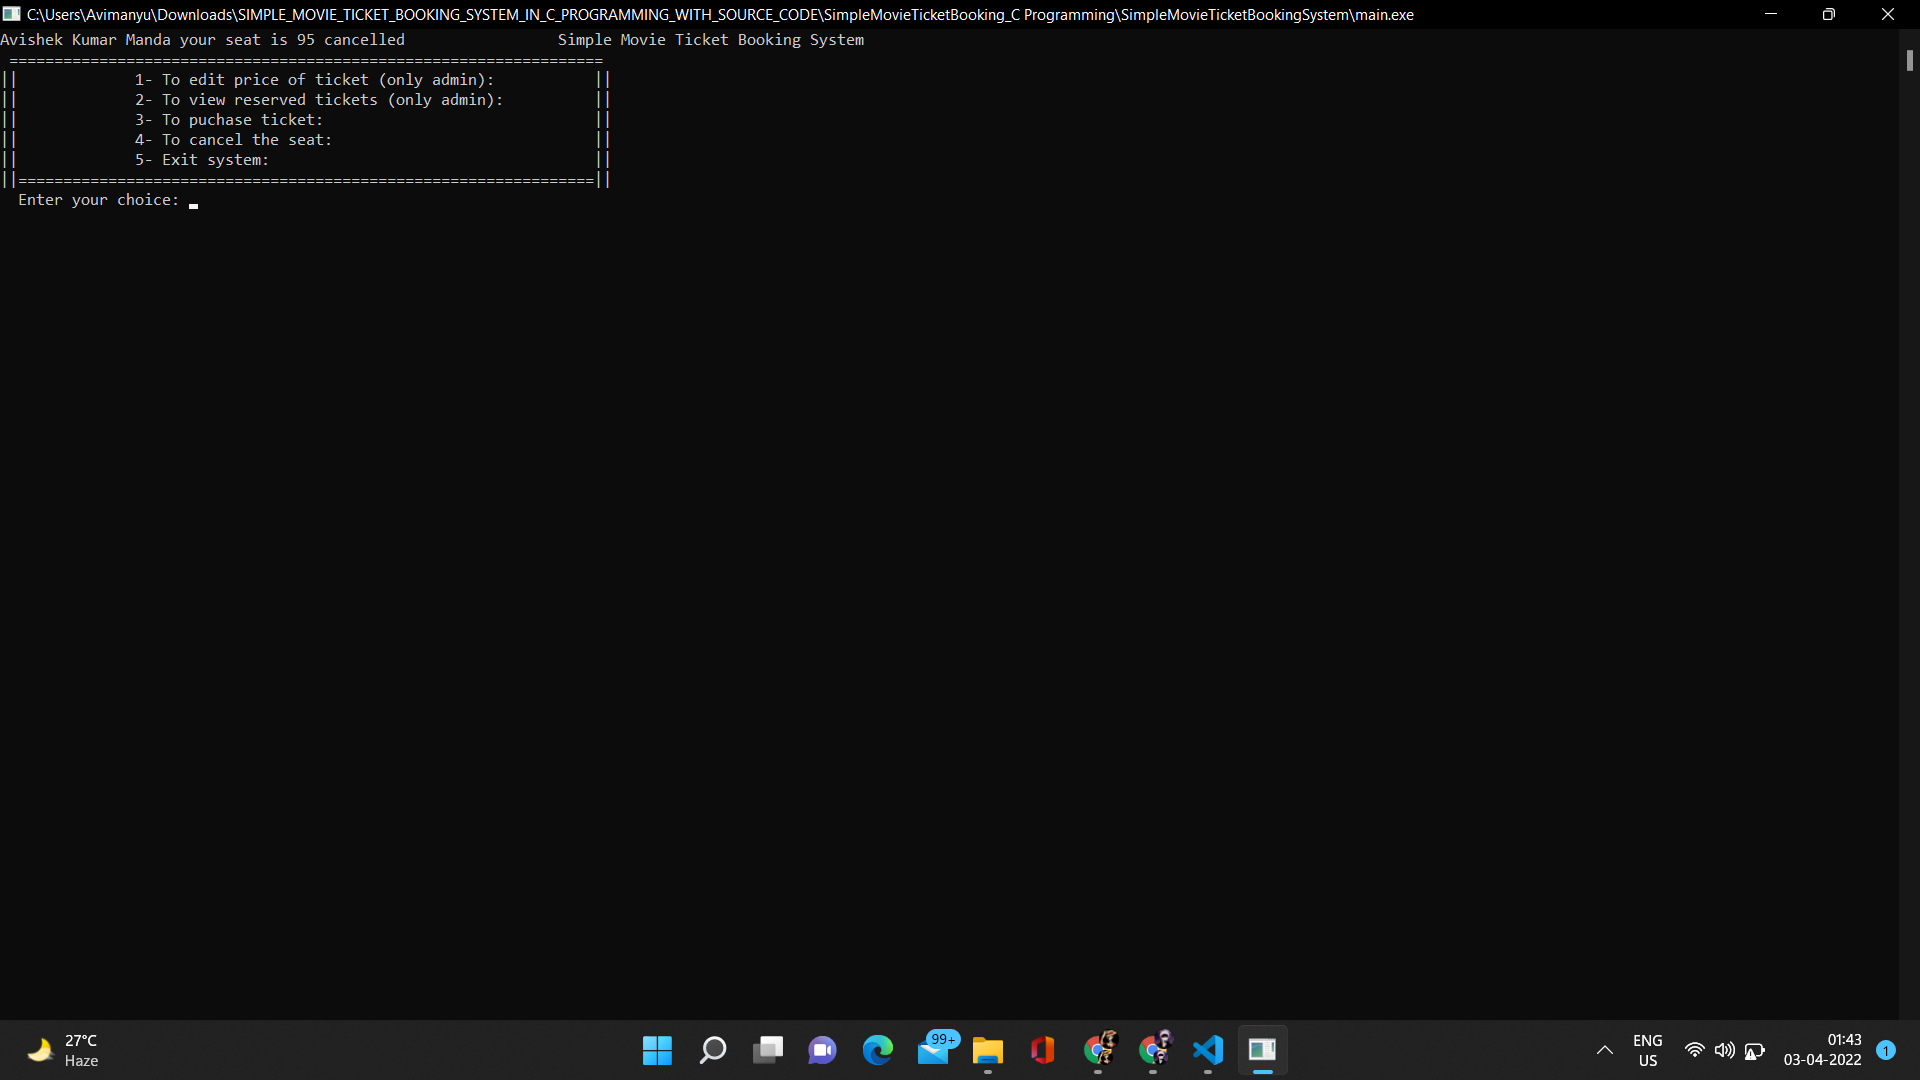 C:\Users\Avimanyu\Downloads\SIMPLE_MOVIE_TICKET_BOOKING_SYSTEM_IN_C_PROGRAMMING_WITH_SOURCE_CODE\SimpleMovieTicketBooking_C Programming\SimpleMovieTicketBookingSystem\main.exe
Avishek Kumar Manda your seat is 95 cancelled                 Simple Movie Ticket Booking System
 ==================================================================
||             1- To edit price of ticket (only admin):           ||
||             2- To view reserved tickets (only admin):          ||
||             3- To puchase ticket:                              ||
||             4- To cancel the seat:                             ||
||             5- Exit system:                                    ||
||================================================================||
  Enter your choice:
27°C
Haze
99+
ENG
US
01:43
03-04-2022
1